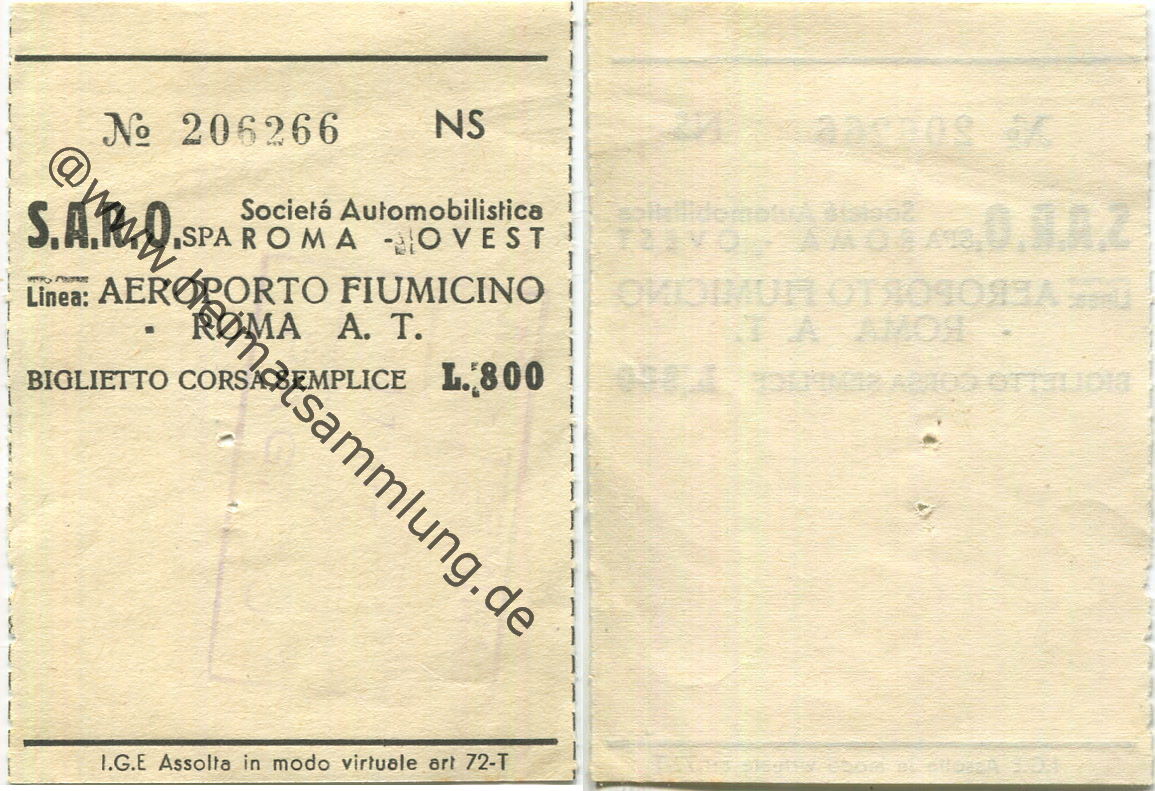 № 206266 NS
S.A.R.O. SPA Societá Automobilistica
ROMA - OVEST
Linea: AEROPORTO FIUMICINO
- ROMA A. T.
BIGLIETTO CORSA SEMPLICE L. 800
I.G.E Assolta in modo virtuale art 72-T
@www.heimatsammlung.de